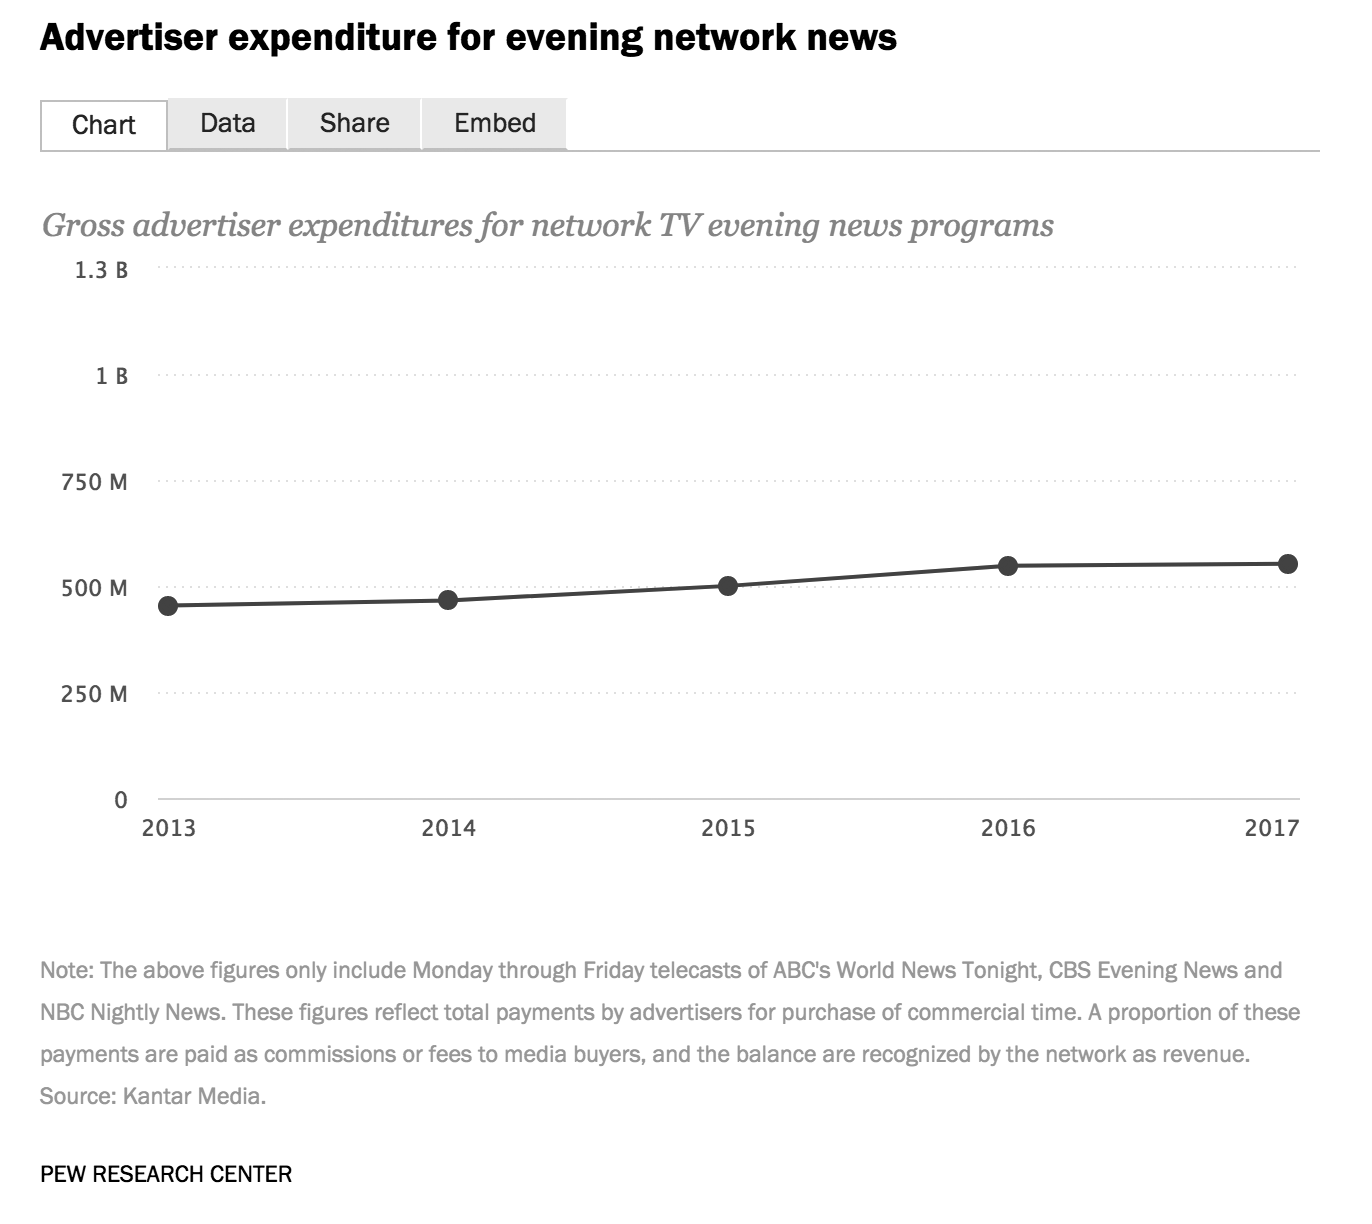 Advertiser expenditure for evening network news
Chart
Data
Share
Embed
Gross advertiser expenditures for network TV evening news programs
1.3 B
1 B
750 M
500 M
250 M
0
2013
2014
2015
2016
2017
Note: The above figures only include Monday through Friday telecasts of ABC's World News Tonight, CBS Evening News and
NBC Nightly News. These figures reflect total payments by advertisers for purchase of commercial time. A proportion of these
payments are paid as commissions or fees to media buyers, and the balance are recognized by the network as revenue.
Source: Kantar Media.
PEW RESEARCH CENTER